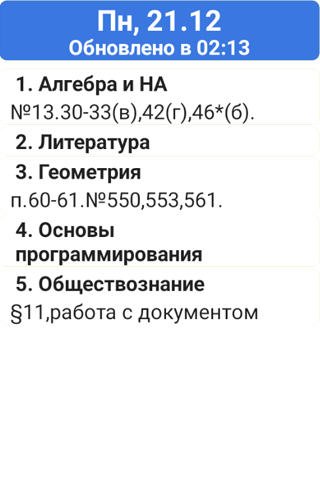 Пн, 21.12
Обновлено в 02:13
1. Алгебра и НА
№13.30-33(в),42(г),46*(б).
2. Литература
3. Геометрия
п.60-61.№550,553,561.
4. Основы
программирования
5. Обществознание
§11,работа с документом